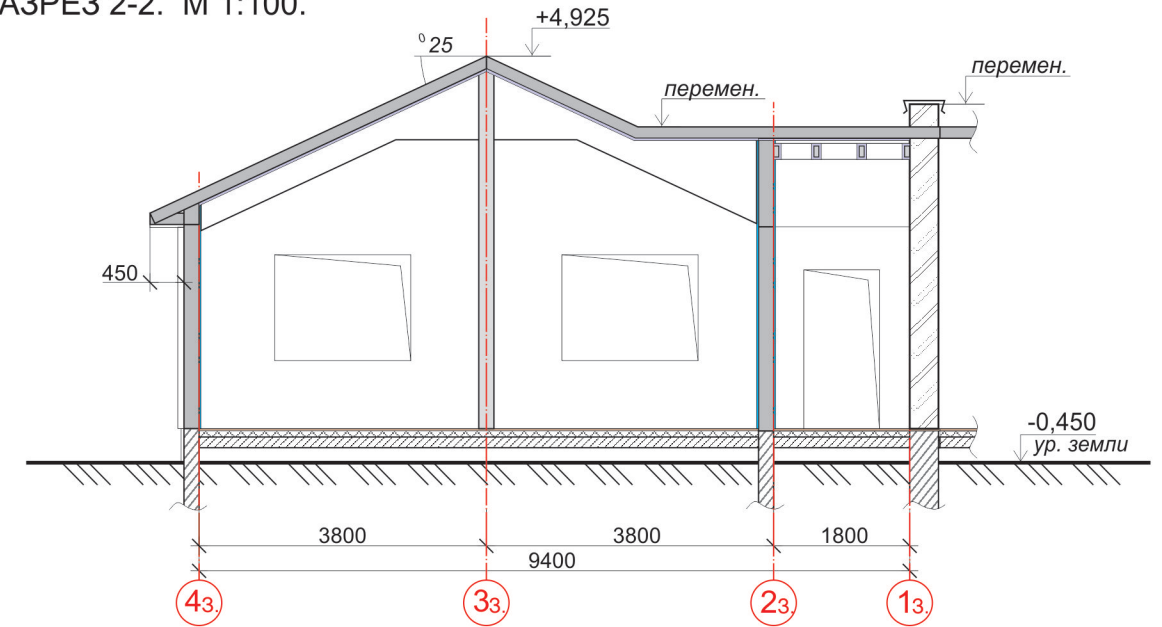 АЗРЕЗ 2-2. М 1:100.
+4,925
0 25
перемен.
перемен.
450
-0,450
ур. земли
3800 3800 1800
9400
4з. 3з. 2з. 1з.